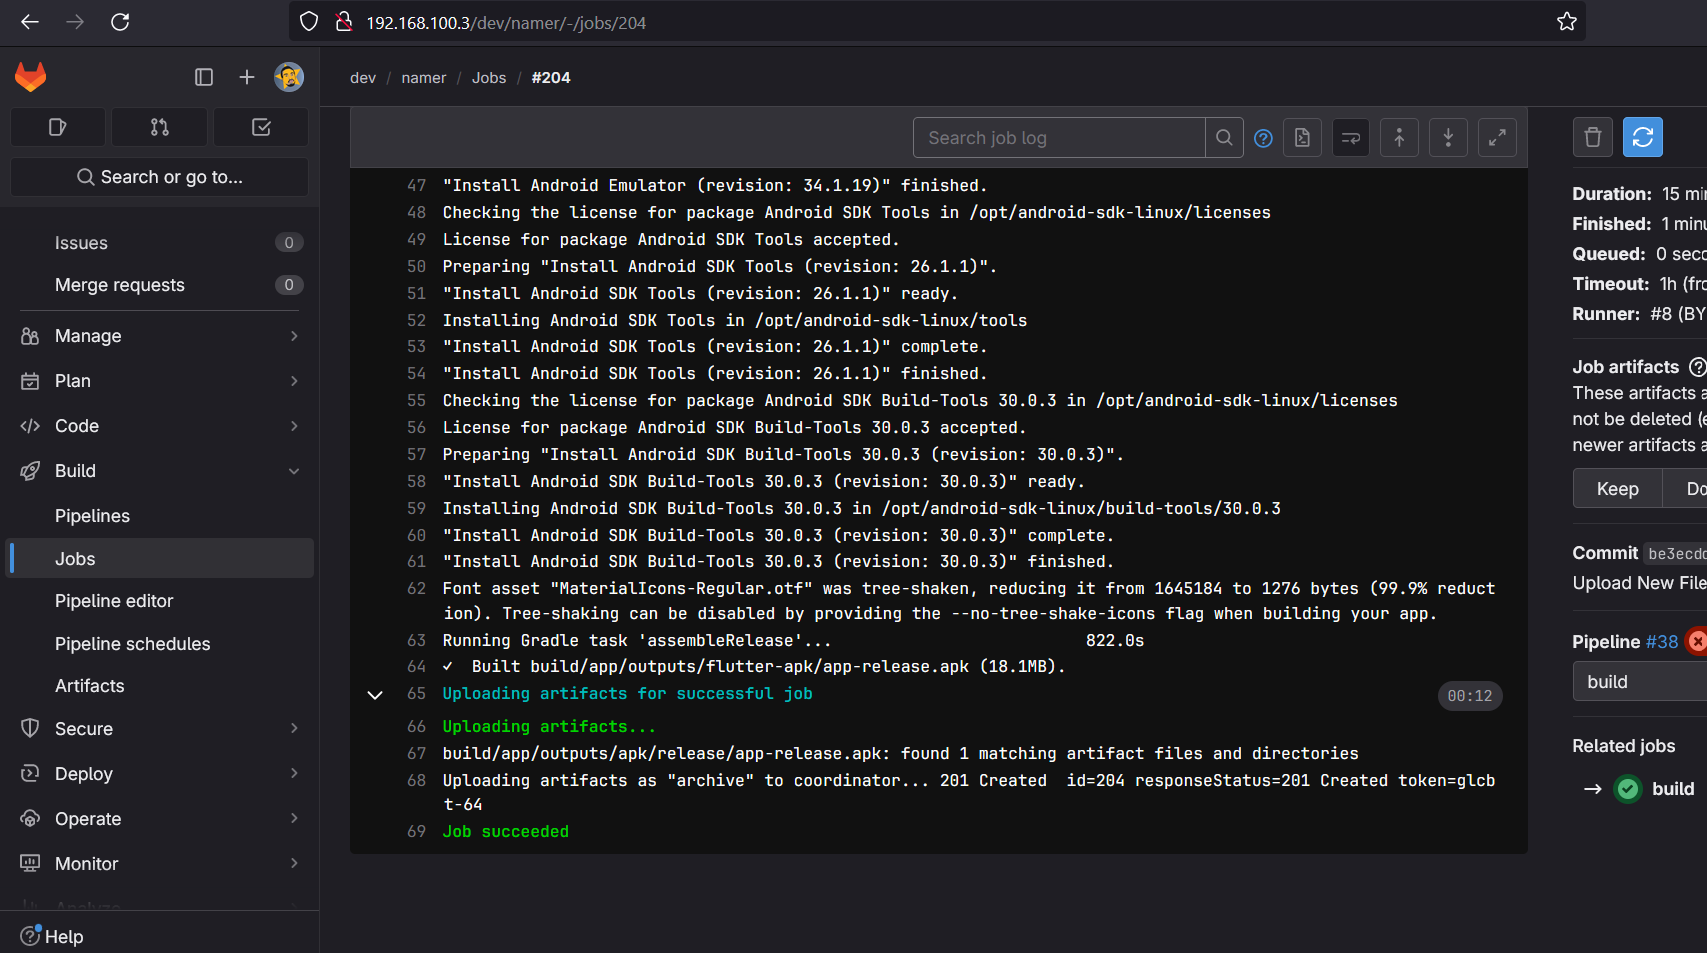 192.168.100.3/dev/namer/-/jobs/204
dev / namer / Jobs / #204
Search or go to...
Issues 0
Merge requests 0
Manage
Plan
Code
Build
Pipelines
Jobs
Pipeline editor
Pipeline schedules
Artifacts
Secure
Deploy
Operate
Monitor
Help
Search job log
47 "Install Android Emulator (revision: 34.1.19)" finished.
48 Checking the license for package Android SDK Tools in /opt/android-sdk-linux/licenses
49 License for package Android SDK Tools accepted.
50 Preparing "Install Android SDK Tools (revision: 26.1.1)".
51 "Install Android SDK Tools (revision: 26.1.1)" ready.
52 Installing Android SDK Tools in /opt/android-sdk-linux/tools
53 "Install Android SDK Tools (revision: 26.1.1)" complete.
54 "Install Android SDK Tools (revision: 26.1.1)" finished.
55 Checking the license for package Android SDK Build-Tools 30.0.3 in /opt/android-sdk-linux/licenses
56 License for package Android SDK Build-Tools 30.0.3 accepted.
57 Preparing "Install Android SDK Build-Tools 30.0.3 (revision: 30.0.3)".
58 "Install Android SDK Build-Tools 30.0.3 (revision: 30.0.3)" ready.
59 Installing Android SDK Build-Tools 30.0.3 in /opt/android-sdk-linux/build-tools/30.0.3
60 "Install Android SDK Build-Tools 30.0.3 (revision: 30.0.3)" complete.
61 "Install Android SDK Build-Tools 30.0.3 (revision: 30.0.3)" finished.
62 Font asset "MaterialIcons-Regular.otf" was tree-shaken, reducing it from 1645184 to 1276 bytes (99.9% reduct
ion). Tree-shaking can be disabled by providing the --no-tree-shake-icons flag when building your app.
63 Running Gradle task 'assembleRelease'... 822.0s
64 ✓ Built build/app/outputs/flutter-apk/app-release.apk (18.1MB).
65 Uploading artifacts for successful job 00:12
66 Uploading artifacts...
67 build/app/outputs/apk/release/app-release.apk: found 1 matching artifact files and directories
68 Uploading artifacts as "archive" to coordinator... 201 Created id=204 responseStatus=201 Created token=glcb
t-64
69 Job succeeded
Duration: 15 min
Finished: 1 minu
Queued: 0 seco
Timeout: 1h (fro
Runner: #8 (BY
Job artifacts
These artifacts a
not be deleted (e
newer artifacts a
Keep Do
Commit be3ecdd
Upload New File
Pipeline #38
build
Related jobs
→ build